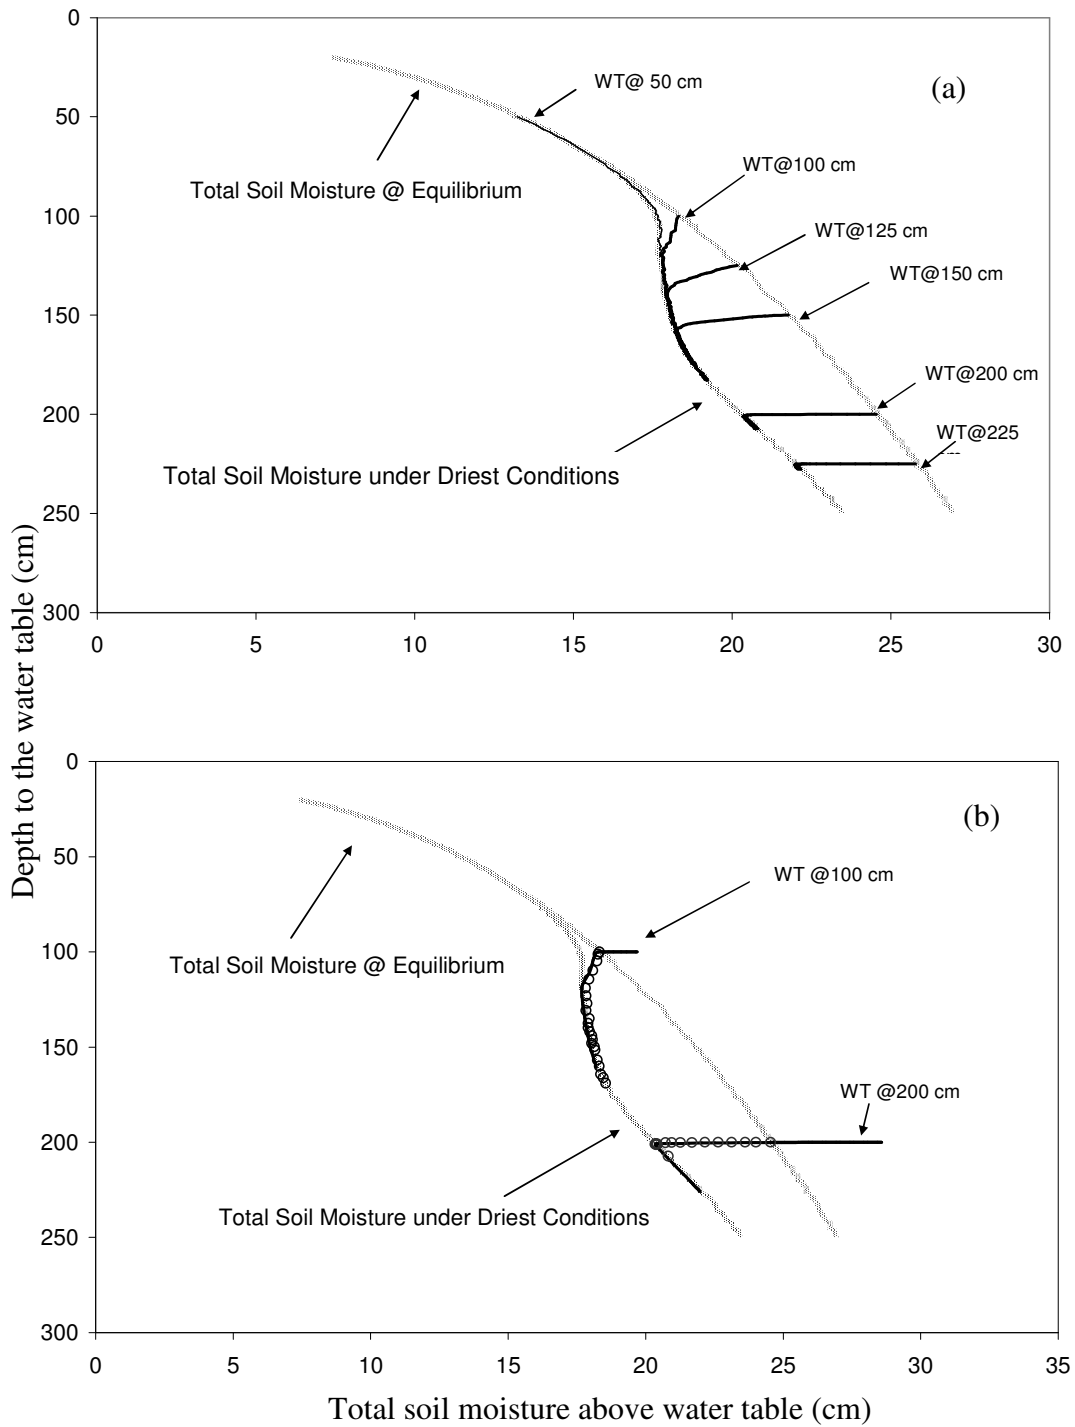 0
(a)
WT@ 50 cm
50
WT@100 cm
Total Soil Moisture @ Equilibrium
100
WT@125 cm
WT@150 cm
150
WT@200 cm
200
WT@225
Total Soil Moisture under Driest Conditions
250
300
0 5 10 15 20 25 30
Depth to the water table (cm)
0
(b)
50
WT @100 cm
100
Total Soil Moisture @ Equilibrium
150
WT @200 cm
200
Total Soil Moisture under Driest Conditions
250
300
0 5 10 15 20 25 30 35
Total soil moisture above water table (cm)